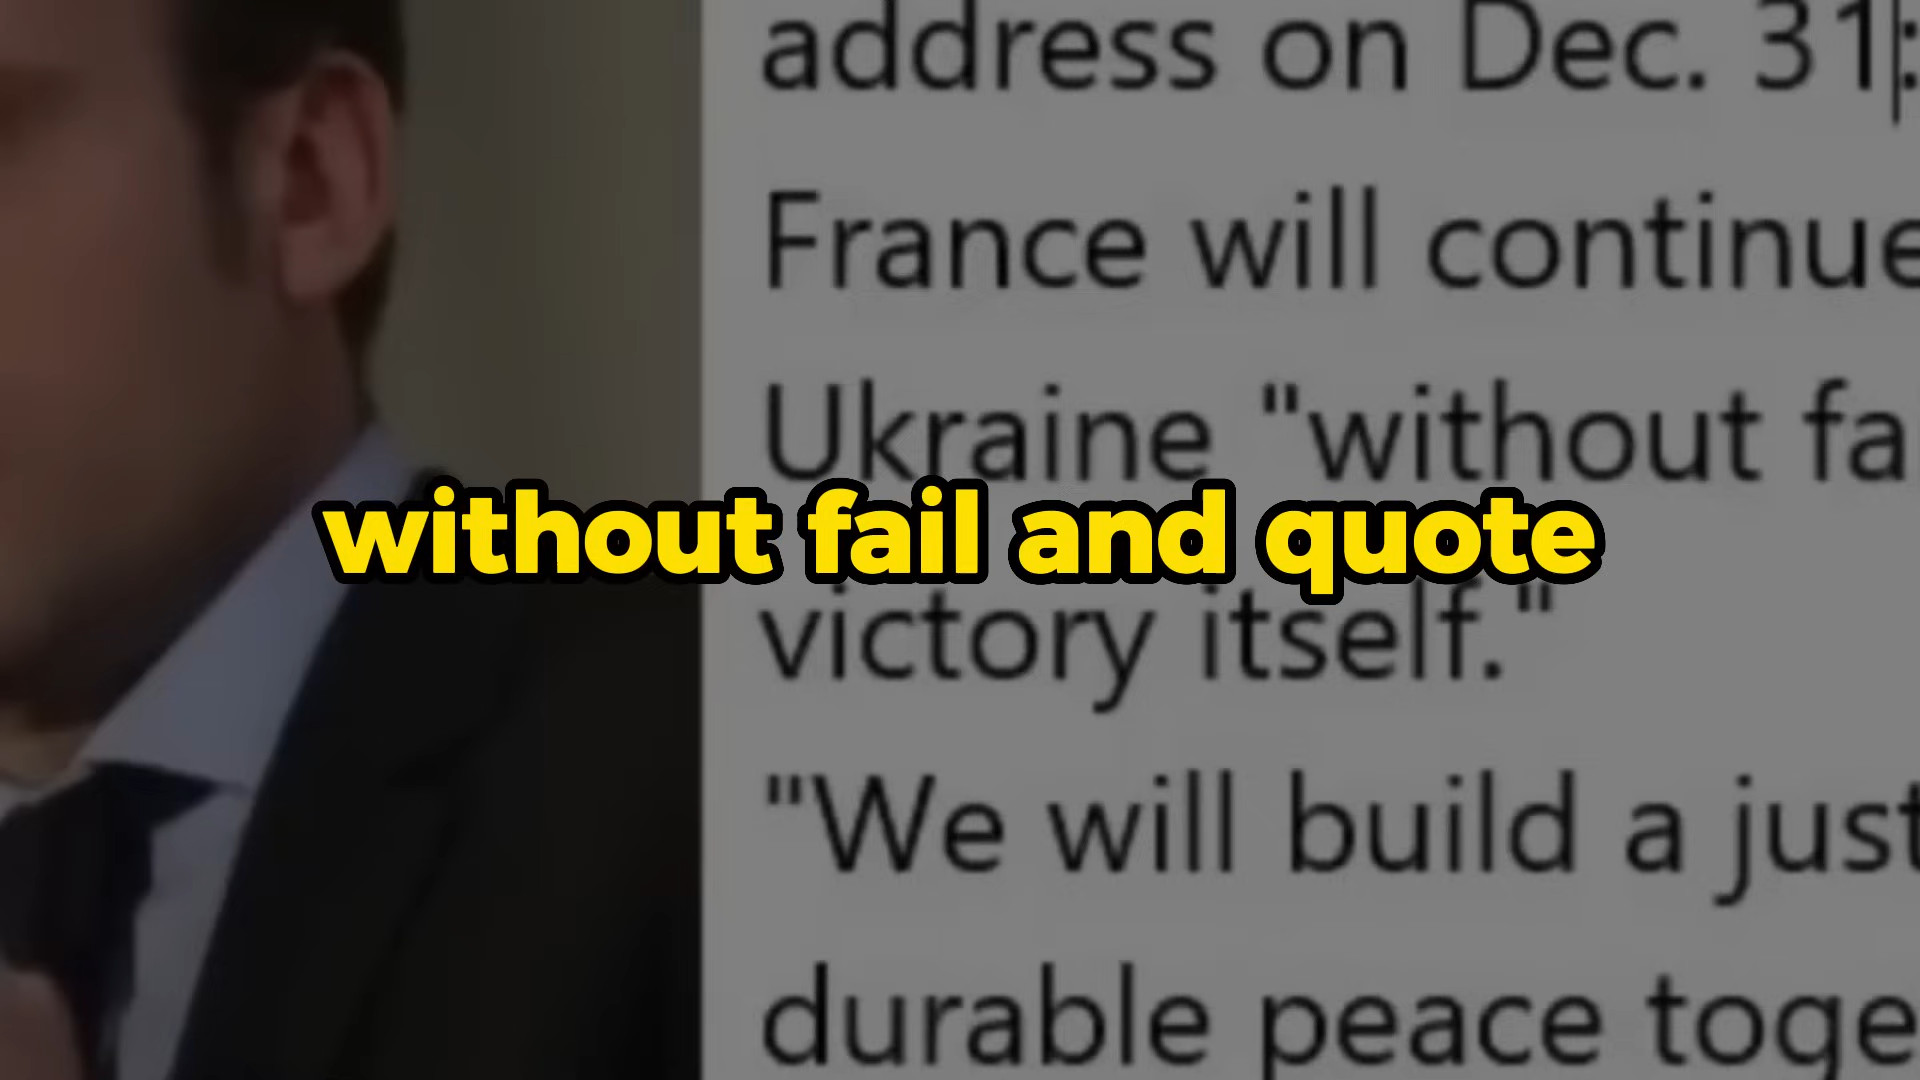 address on Dec. 31:
France will continue
Ukraine "without fa
without fail and quote
victory itself."
"We will build a just
durable peace toge